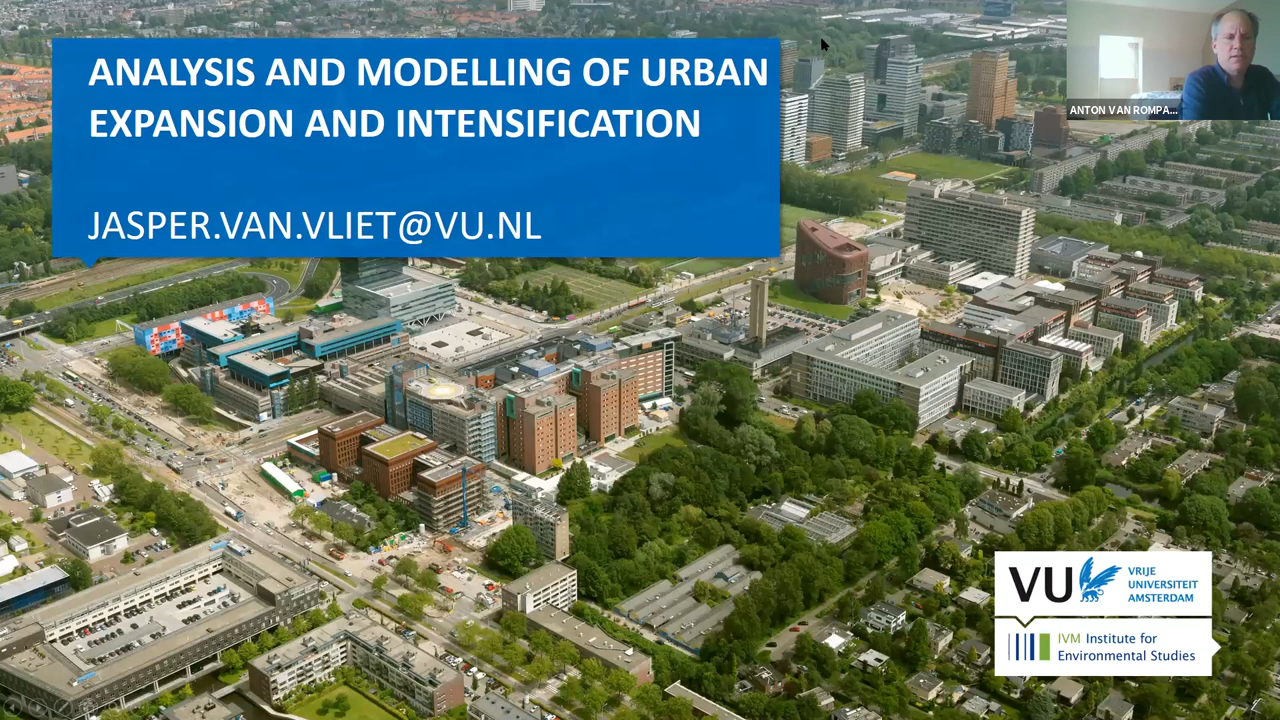 ANALYSIS AND MODELLING OF URBAN
EXPANSION AND INTENSIFICATION
JASPER.VAN.VLIET@VU.NL
ANTON VAN ROMPA...
VU VRIJE
UNIVERSITEIT
AMSTERDAM
IVM Institute for
Environmental Studies